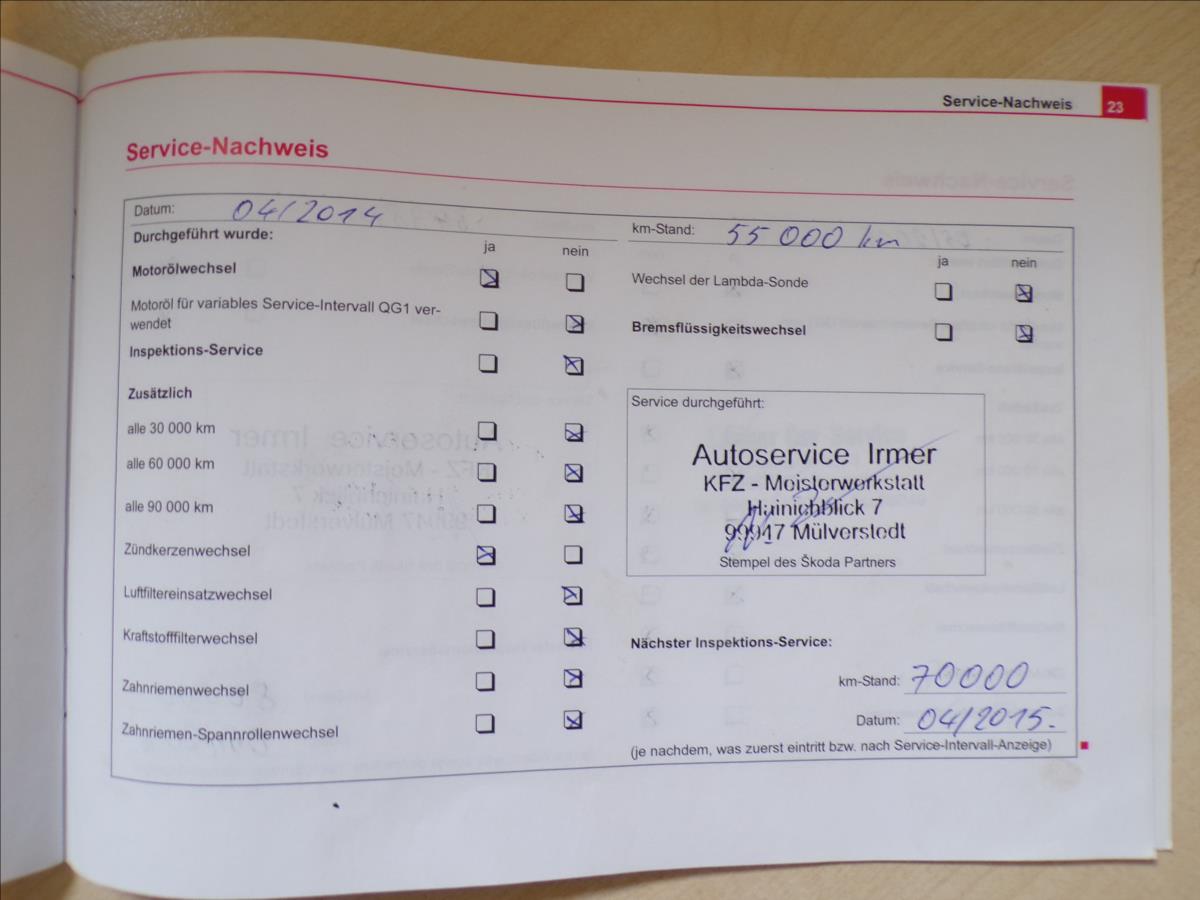 Service-Nachweis 23
Service-Nachweis
Datum: 04/2014
km-Stand: 55 000 km
Durchgeführt wurde:
ja nein
ja nein
Motorölwechsel
Wechsel der Lambda-Sonde
Motoröl für variables Service-Intervall QG1 ver-
wendet
Bremsflüssigkeitswechsel
Inspektions-Service
Zusätzlich
alle 30 000 km
alle 60 000 km
alle 90 000 km
Zündkerzenwechsel
Luftfiltereinsatzwechsel
Kraftstofffilterwechsel
Zahnriemenwechsel
Zahnriemen-Spannrollenwechsel
Service durchgeführt:
Autoservice Irmer
KFZ - Meisterwerkstatt
Hainichblick 7
99947 Mülverstedt
Stempel des Škoda Partners
Nächster Inspektions-Service:
km-Stand: 70000
Datum: 04/2015.
(je nachdem, was zuerst eintritt bzw. nach Service-Intervall-Anzeige)